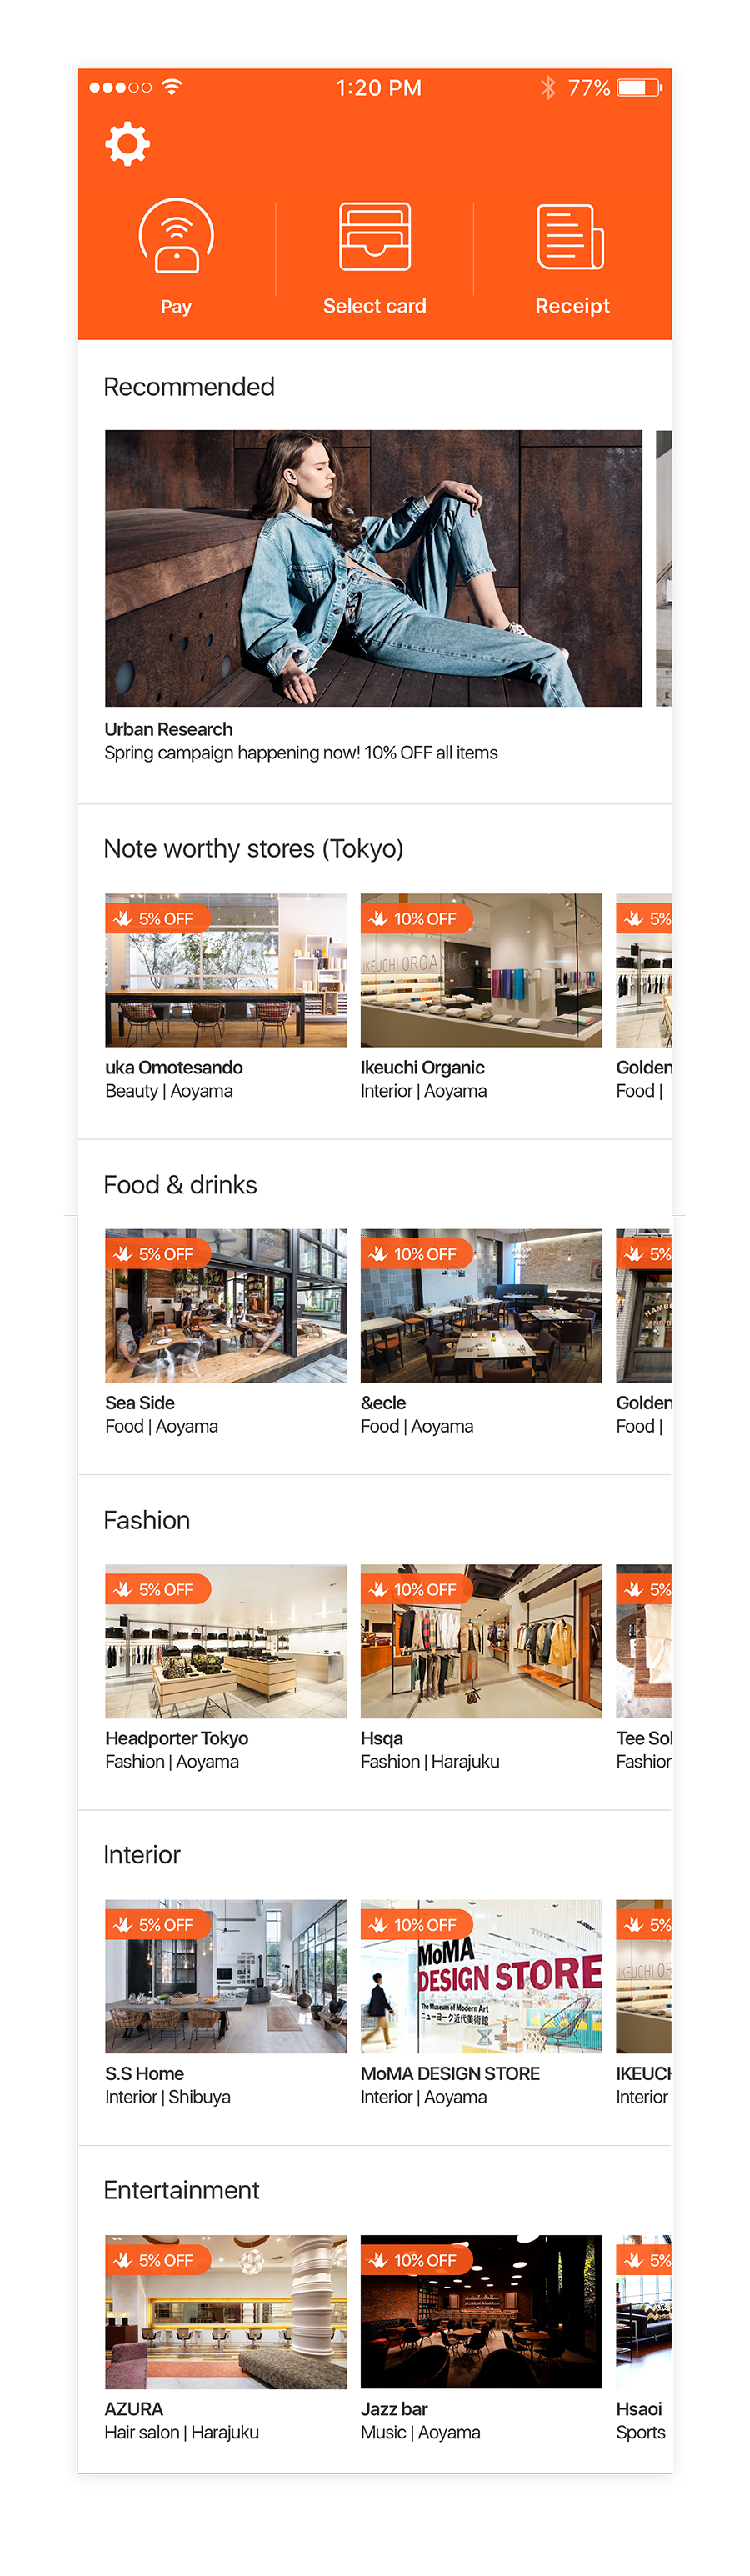 1:20 PM
77%
Pay
Select card
Receipt
Recommended
Urban Research
Spring campaign happening now! 10% OFF all items
Note worthy stores (Tokyo)
5% OFF
10% OFF
5%
IKEUCHI ORGANIC
uka Omotesando
Ikeuchi Organic
Golden
Beauty | Aoyama
Interior | Aoyama
Food |
Food & drinks
5% OFF
10% OFF
5%
Sea Side
&ecle
Golden
Food | Aoyama
Food | Aoyama
Food |
Fashion
5% OFF
10% OFF
5%
Headporter Tokyo
Hsqa
Tee Sol
Fashion | Aoyama
Fashion | Harajuku
Fashion
Interior
5% OFF
10% OFF
5%
MoMA
DESIGN STORE
The Museum of Modern Art
ニューヨーク近代美術館
IKEUCHI OR
S.S Home
MoMA DESIGN STORE
IKEUCH
Interior | Shibuya
Interior | Aoyama
Interior
Entertainment
5% OFF
10% OFF
5%
AZURA
Jazz bar
Hsaoi
Hair salon | Harajuku
Music | Aoyama
Sports